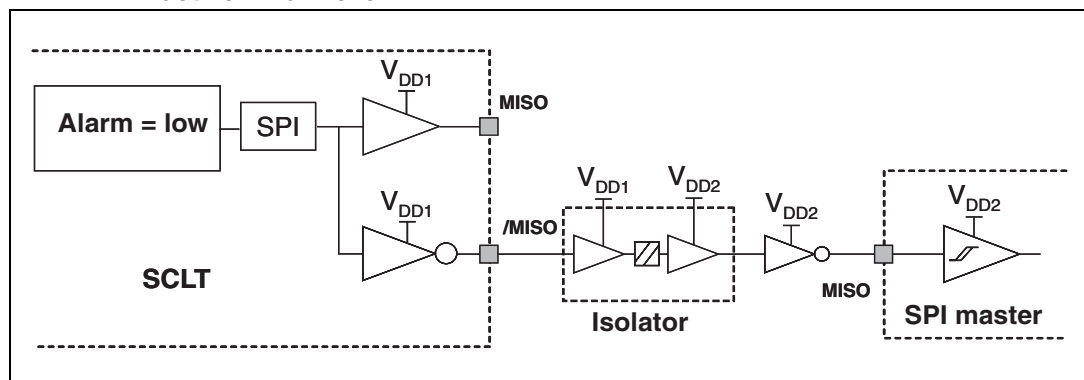 V_DD1
MISO
Alarm = low
SPI
V_DD1
V_DD1
V_DD2
V_DD2
V_DD2
/MISO
SCLT
MISO
Isolator
SPI master